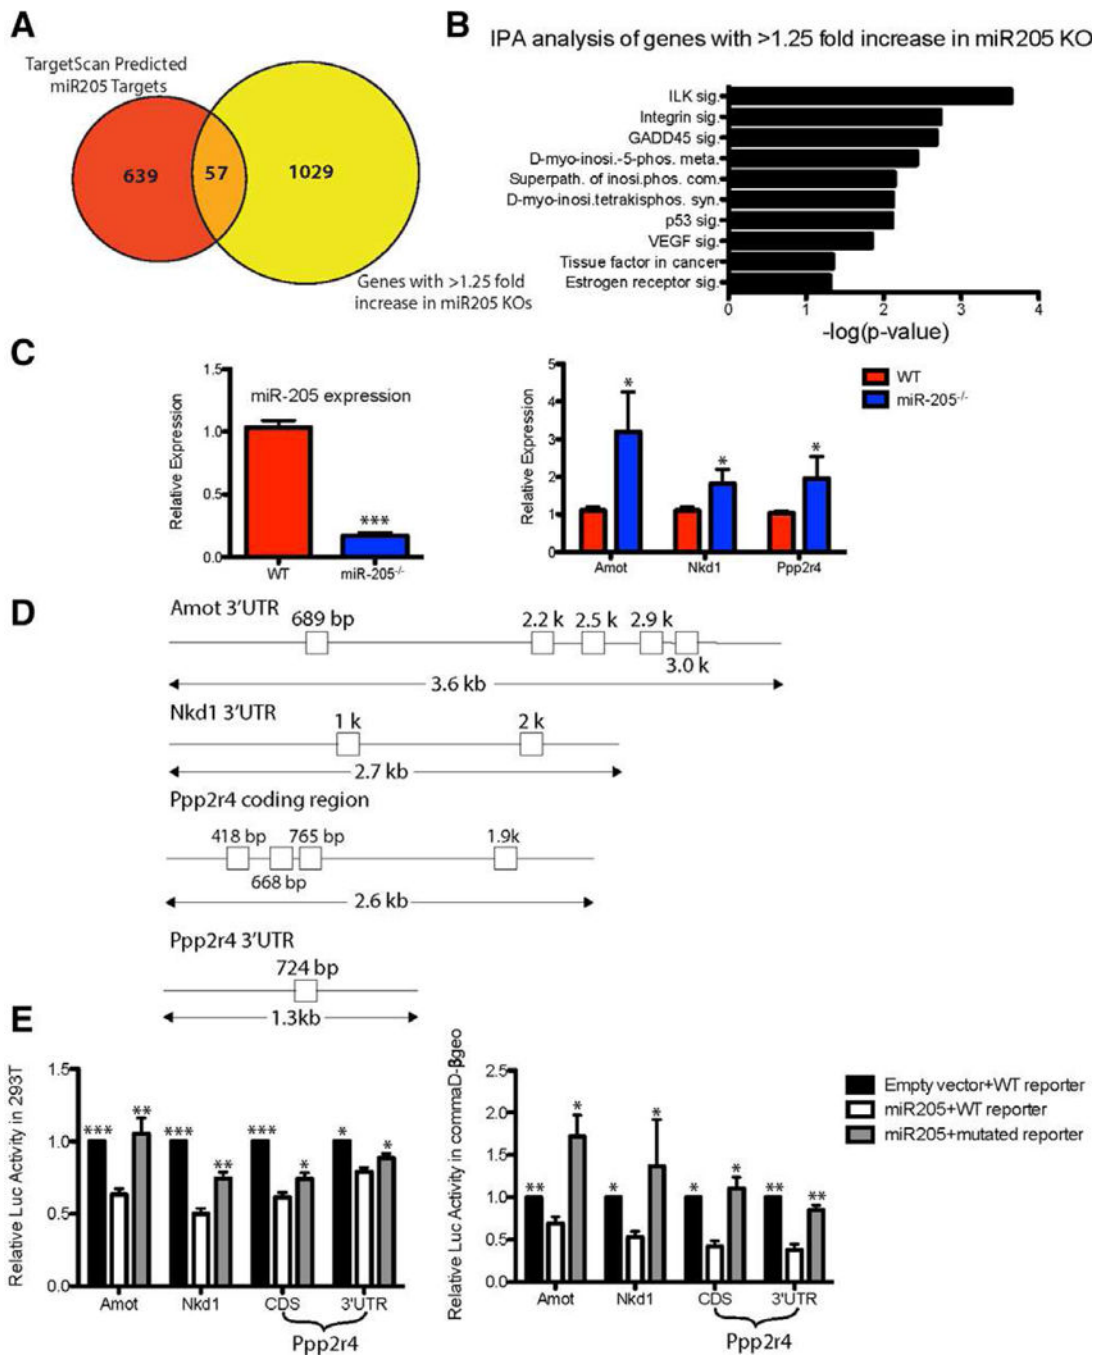 A
TargetScan Predicted
miR205 Targets
639
57
1029
Genes with >1.25 fold
increase in miR205 KOs
B
IPA analysis of genes with >1.25 fold increase in miR205 KO
ILK sig.
Integrin sig.
GADD45 sig.
D-myo-inosi.-5-phos. meta.
Superpath. of inosi.phos. com.
D-myo-inosi.tetrakisphos. syn.
p53 sig.
VEGF sig.
Tissue factor in cancer
Estrogen receptor sig.
0 1 2 3 4
-log(p-value)
C
Relative Expression
1.5
1.0
0.5
0.0
miR-205 expression
***
WT
miR-205-/-
Relative Expression
5
4
3
2
1
0
*
*
*
Amot
Nkd1
Ppp2r4
WT
miR-205-/-
D
Amot 3'UTR
689 bp
2.2 k
2.5 k
2.9 k
3.0 k
3.6 kb
Nkd1 3'UTR
1 k
2 k
2.7 kb
Ppp2r4 coding region
418 bp
668 bp
765 bp
1.9k
2.6 kb
Ppp2r4 3'UTR
724 bp
1.3kb
E
Relative Luc Activity in 293T
1.5
1.0
0.5
0.0
*** ** *** ** *** * * *
Amot
Nkd1
CDS
3'UTR
Ppp2r4
Relative Luc Activity in commaD-βgeo
2.5
2.0
1.5
1.0
0.5
0.0
** * * * * * ** **
Amot
Nkd1
CDS
3'UTR
Ppp2r4
Empty vector+WT reporter
miR205+WT reporter
miR205+mutated reporter